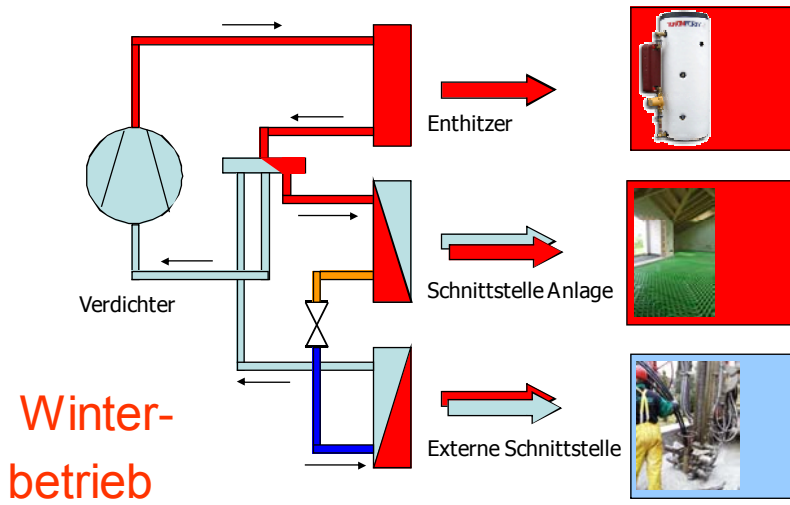 Enthitzer
Verdichter
Schnittstelle Anlage
Externe Schnittstelle
Winter-
betrieb